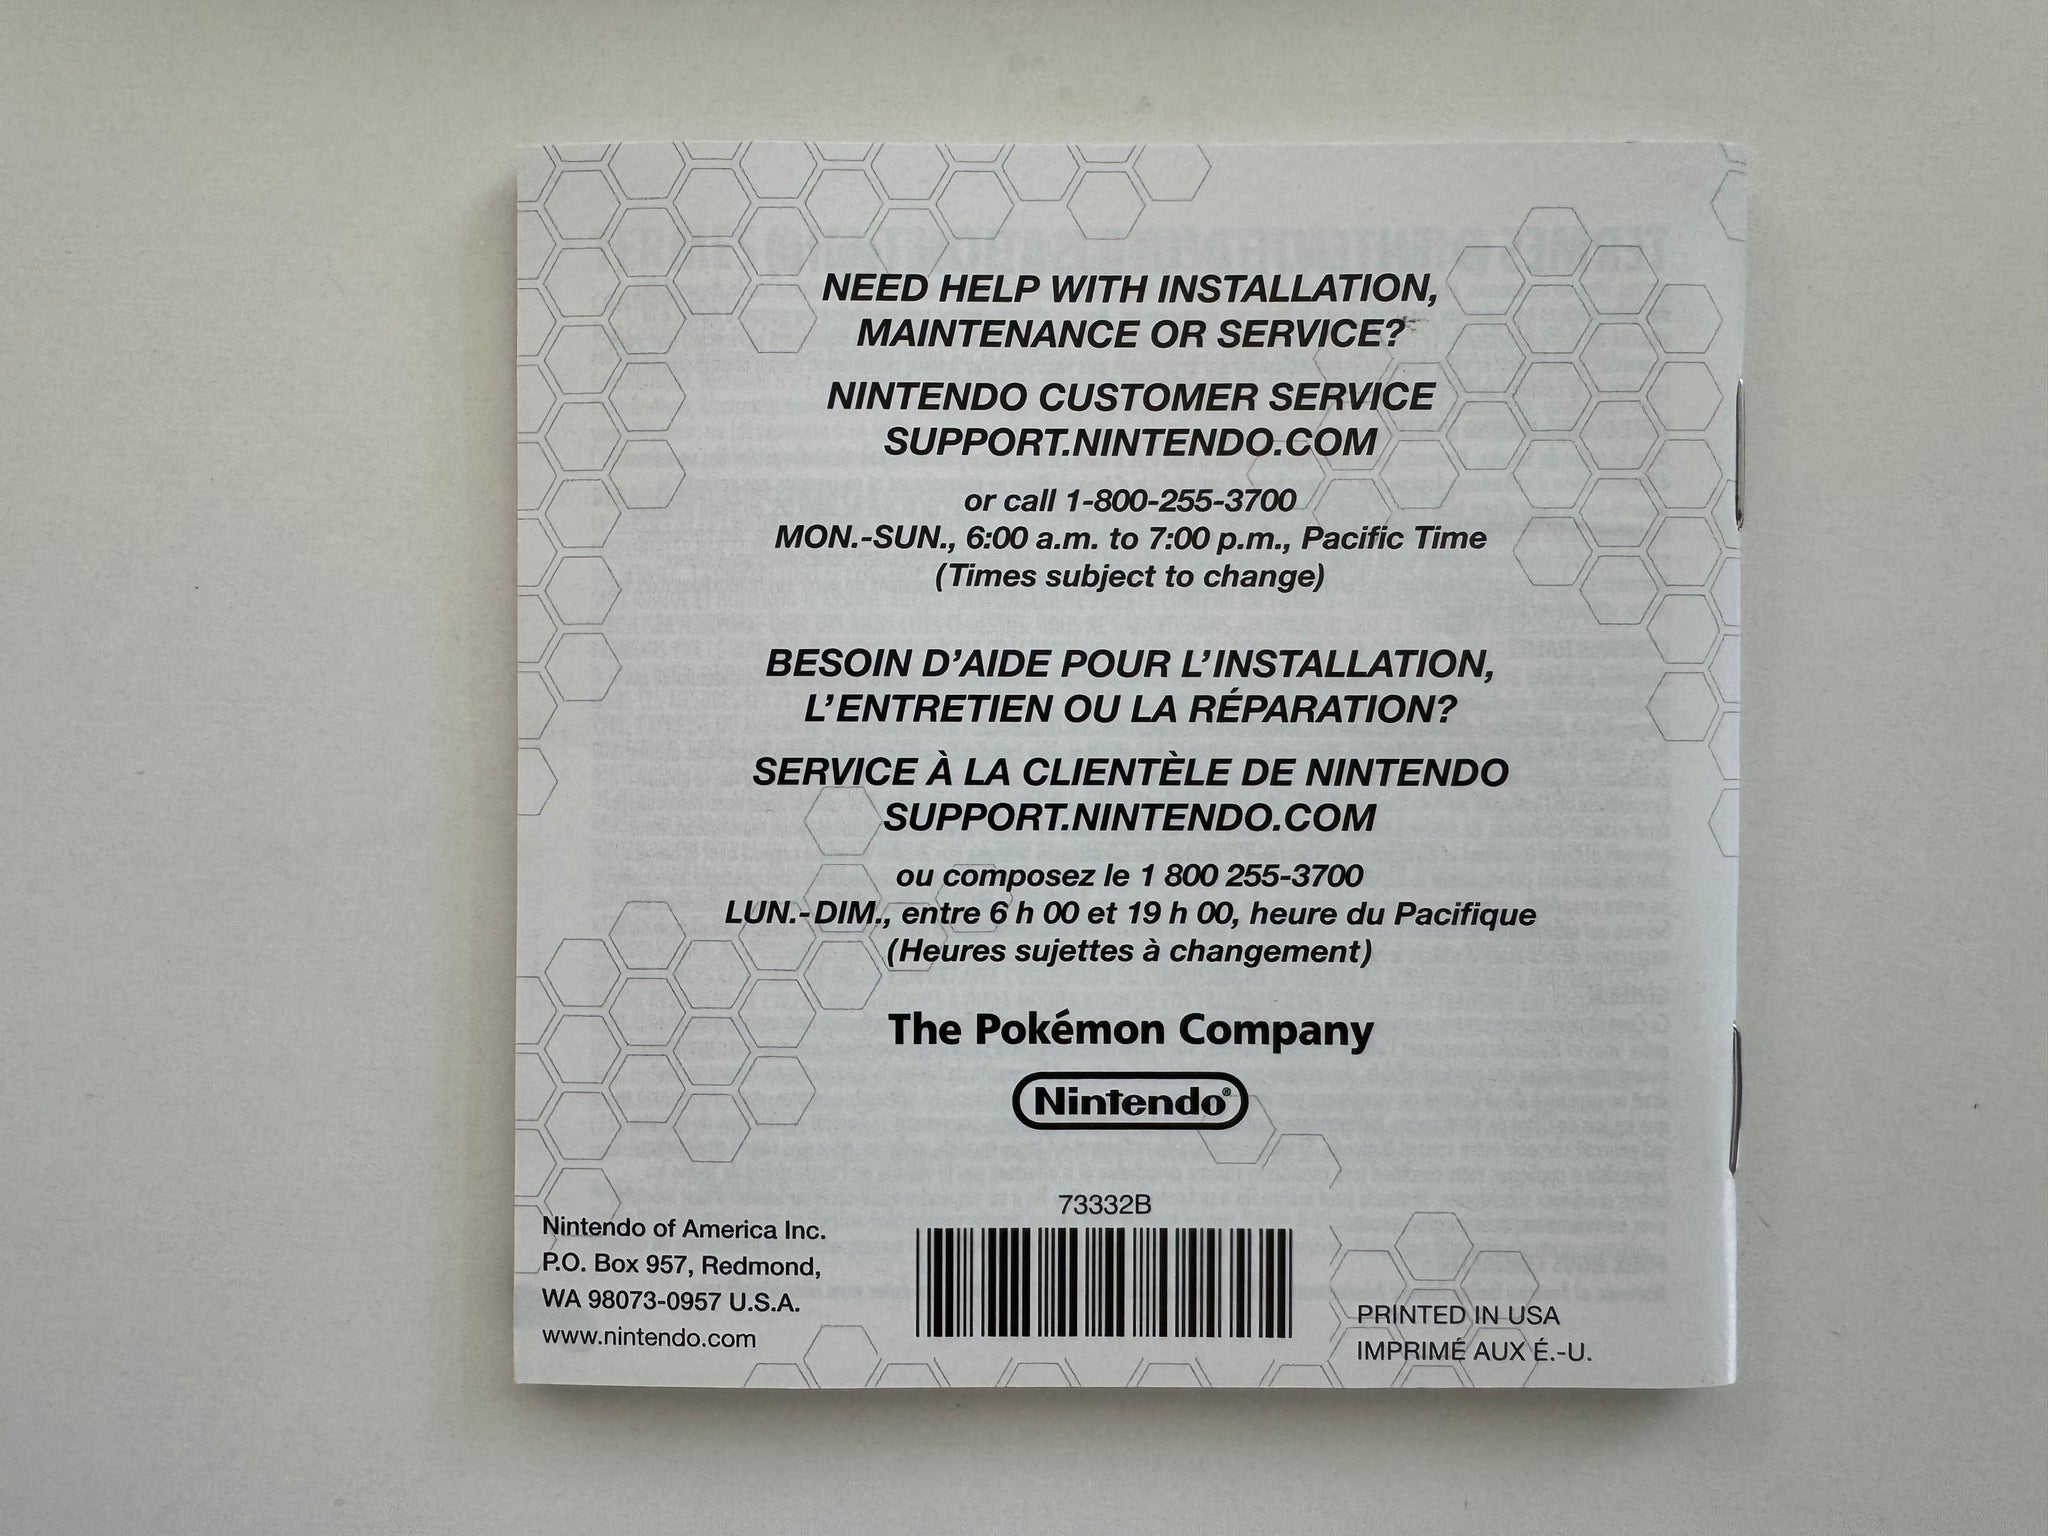 NEED HELP WITH INSTALLATION,
MAINTENANCE OR SERVICE?
NINTENDO CUSTOMER SERVICE
SUPPORT.NINTENDO.COM
or call 1-800-255-3700
MON.-SUN., 6:00 a.m. to 7:00 p.m., Pacific Time
(Times subject to change)
BESOIN D'AIDE POUR L'INSTALLATION,
L'ENTRETIEN OU LA RÉPARATION?
SERVICE À LA CLIENTÈLE DE NINTENDO
SUPPORT.NINTENDO.COM
ou composez le 1 800 255-3700
LUN.-DIM., entre 6 h 00 et 19 h 00, heure du Pacifique
(Heures sujettes à changement)
The Pokémon Company
Nintendo®
73332B
Nintendo of America Inc.
P.O. Box 957, Redmond,
WA 98073-0957 U.S.A.
www.nintendo.com
PRINTED IN USA
IMPRIMÉ AUX É.-U.